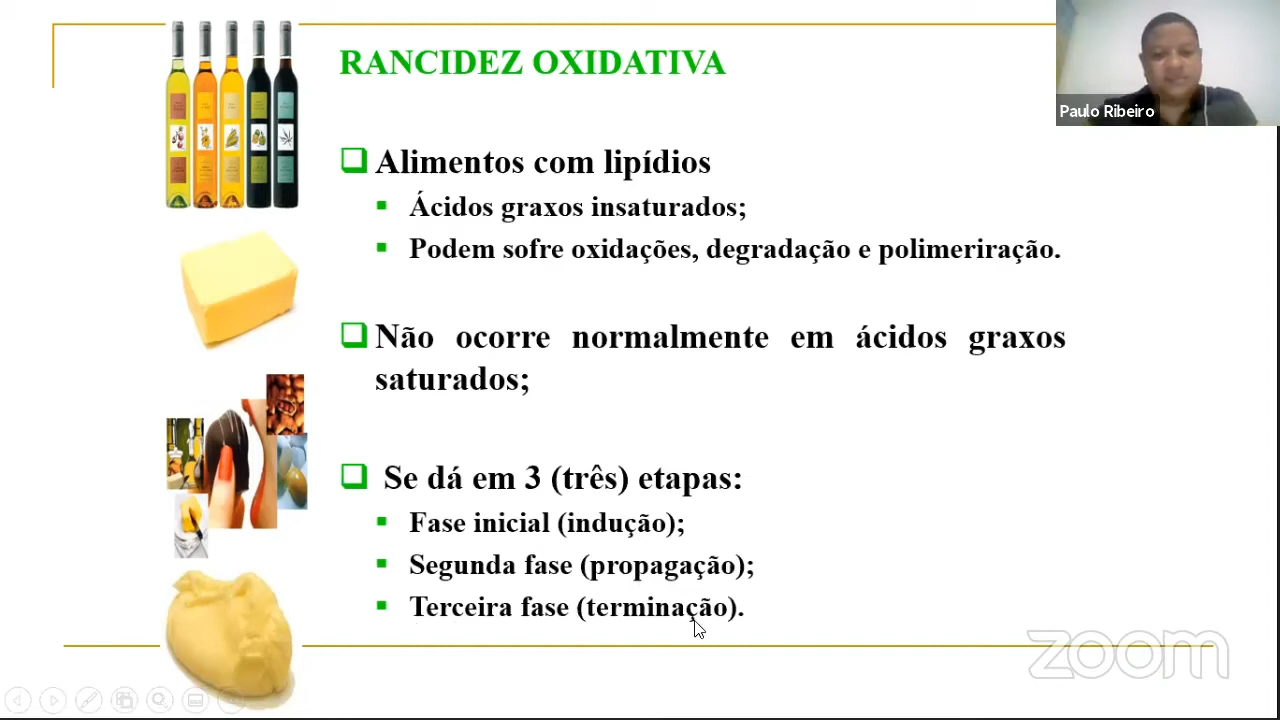 RANCIDEZ OXIDATIVA
Paulo Ribeiro
Alimentos com lipídios
Ácidos graxos insaturados;
Podem sofre oxidações, degradação e polimeriração.
Não ocorre normalmente em ácidos graxos
saturados;
Se dá em 3 (três) etapas:
Fase inicial (indução);
Segunda fase (propagação);
Terceira fase (terminação).
zoom